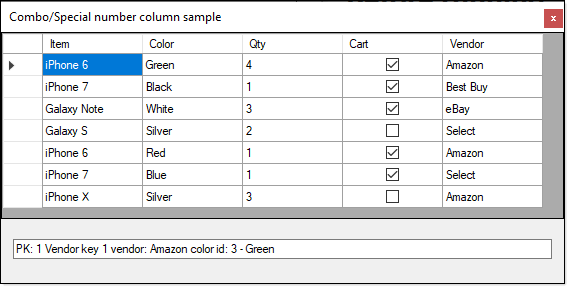 Combo/Special number column sample
Item Color Qty Cart Vendor
iPhone 6 Green 4 Amazon
iPhone 7 Black 1 Best Buy
Galaxy Note White 3 eBay
Galaxy S Silver 2 Select
iPhone 6 Red 1 Amazon
iPhone 7 Blue 1 Select
iPhone X Silver 3 Amazon
PK: 1 Vendor key 1 vendor: Amazon color id: 3 - Green